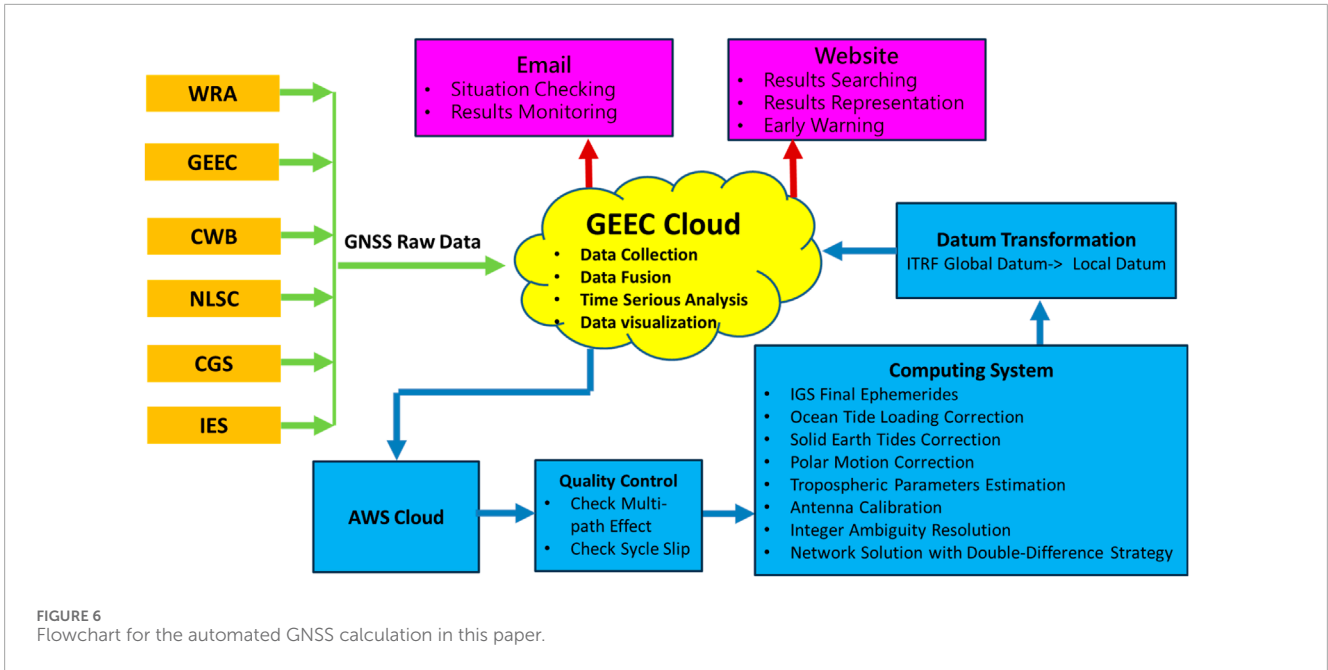 Email
• Situation Checking
• Results Monitoring
Website
• Results Searching
• Results Representation
• Early Warning
WRA
GEEC
CWB
NLSC
CGS
IES
GNSS Raw Data
GEEC Cloud
• Data Collection
• Data Fusion
• Time Serious Analysis
• Data visualization
Datum Transformation
ITRF Global Datum-> Local Datum
Computing System
• IGS Final Ephemerides
• Ocean Tide Loading Correction
• Solid Earth Tides Correction
• Polar Motion Correction
• Tropospheric Parameters Estimation
• Antenna Calibration
• Integer Ambiguity Resolution
• Network Solution with Double-Difference Strategy
AWS Cloud
Quality Control
• Check Multi-
path Effect
• Check Sycle Slip
FIGURE 6
Flowchart for the automated GNSS calculation in this paper.